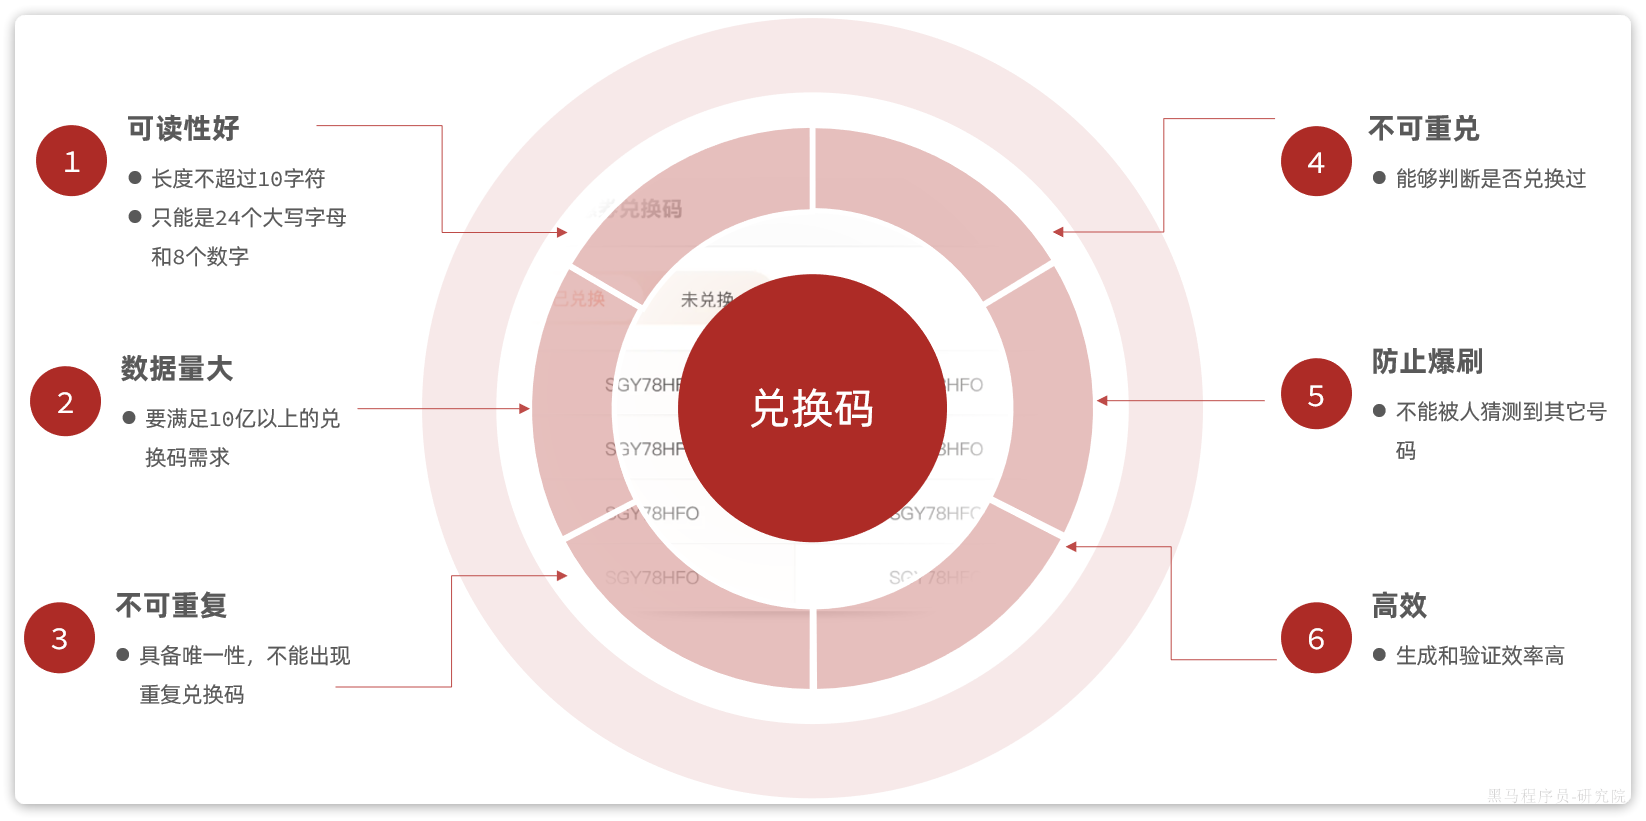 1
可读性好
● 长度不超过10字符
● 只能是24个大写字母
和8个数字
2
数据量大
● 要满足10亿以上的兑
换码需求
3
不可重复
● 具备唯一性，不能出现
重复兑换码
兑换码
已兑换
未兑换
SGY78HF
HFO
SGY78HF
8HFO
SGY78HFO
SGY78HFO
SGY78HFO
兑换码
4
不可重兑
● 能够判断是否兑换过
5
防止爆刷
● 不能被人猜测到其它号
码
6
高效
● 生成和验证效率高
黑马程序员-研究院